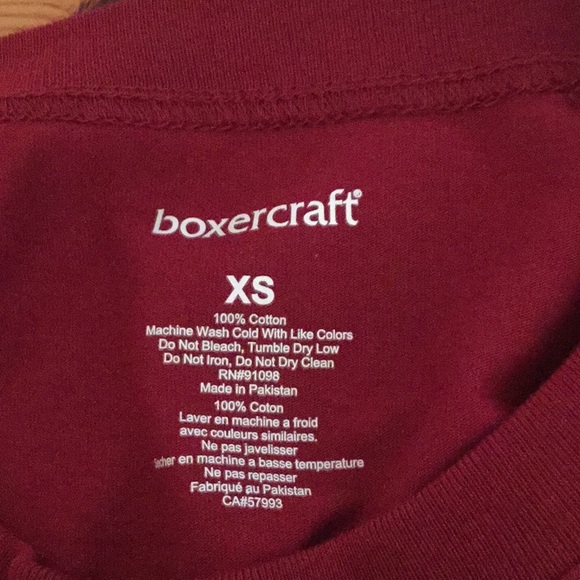 boxercraft®
XS
100% Cotton
Machine Wash Cold With Like Colors
Do Not Bleach, Tumble Dry Low
Do Not Iron, Do Not Dry Clean
RN#91098
Made in Pakistan
100% Coton
Laver en machine a froid
avec couleurs similaires.
Ne pas javelisser
en machine a basse temperature
Ne pas repasser
Fabriqué au Pakistan
CA#57993